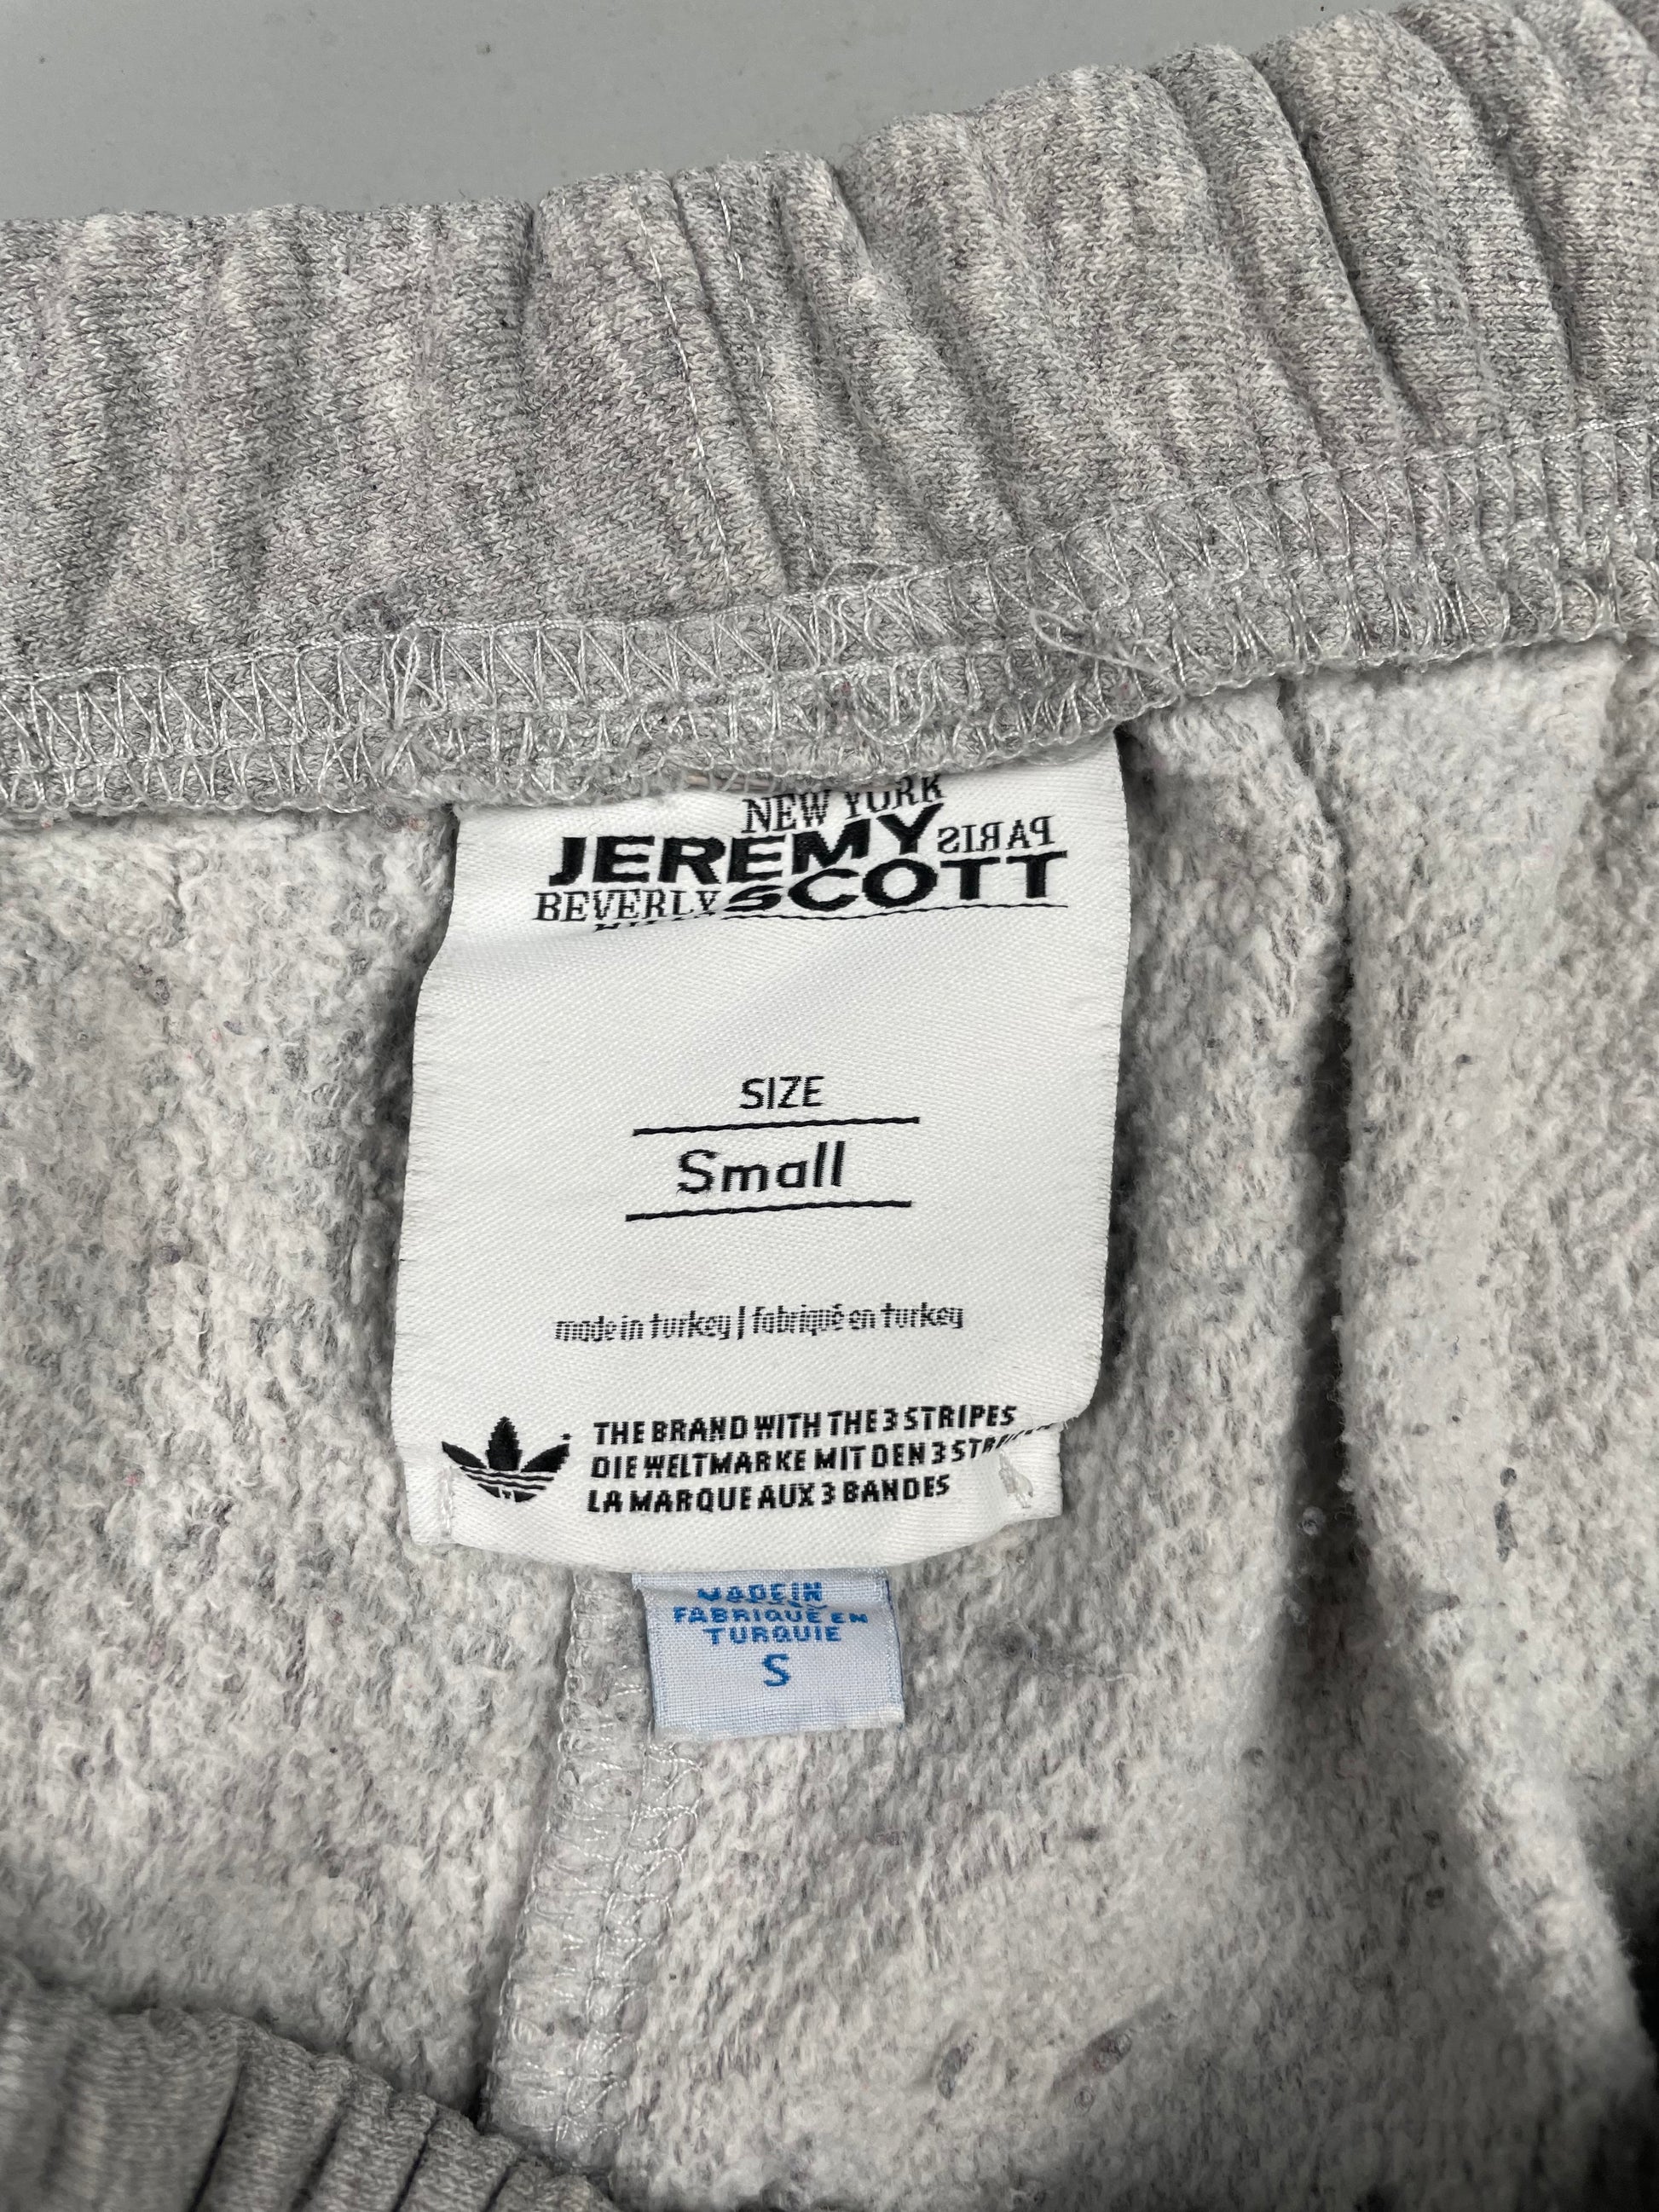 NEW YORK
JEREMY PARIS
BEVERLY SCOTT
SIZE
Small
made in turkey | fabriqué en turkey
THE BRAND WITH THE 3 STRIPES
DIE WELTMARKE MIT DEN 3
LA MARQUE AUX 3 BANDES
MADE IN
FABRIQUÉ EN
TURQUIE
S